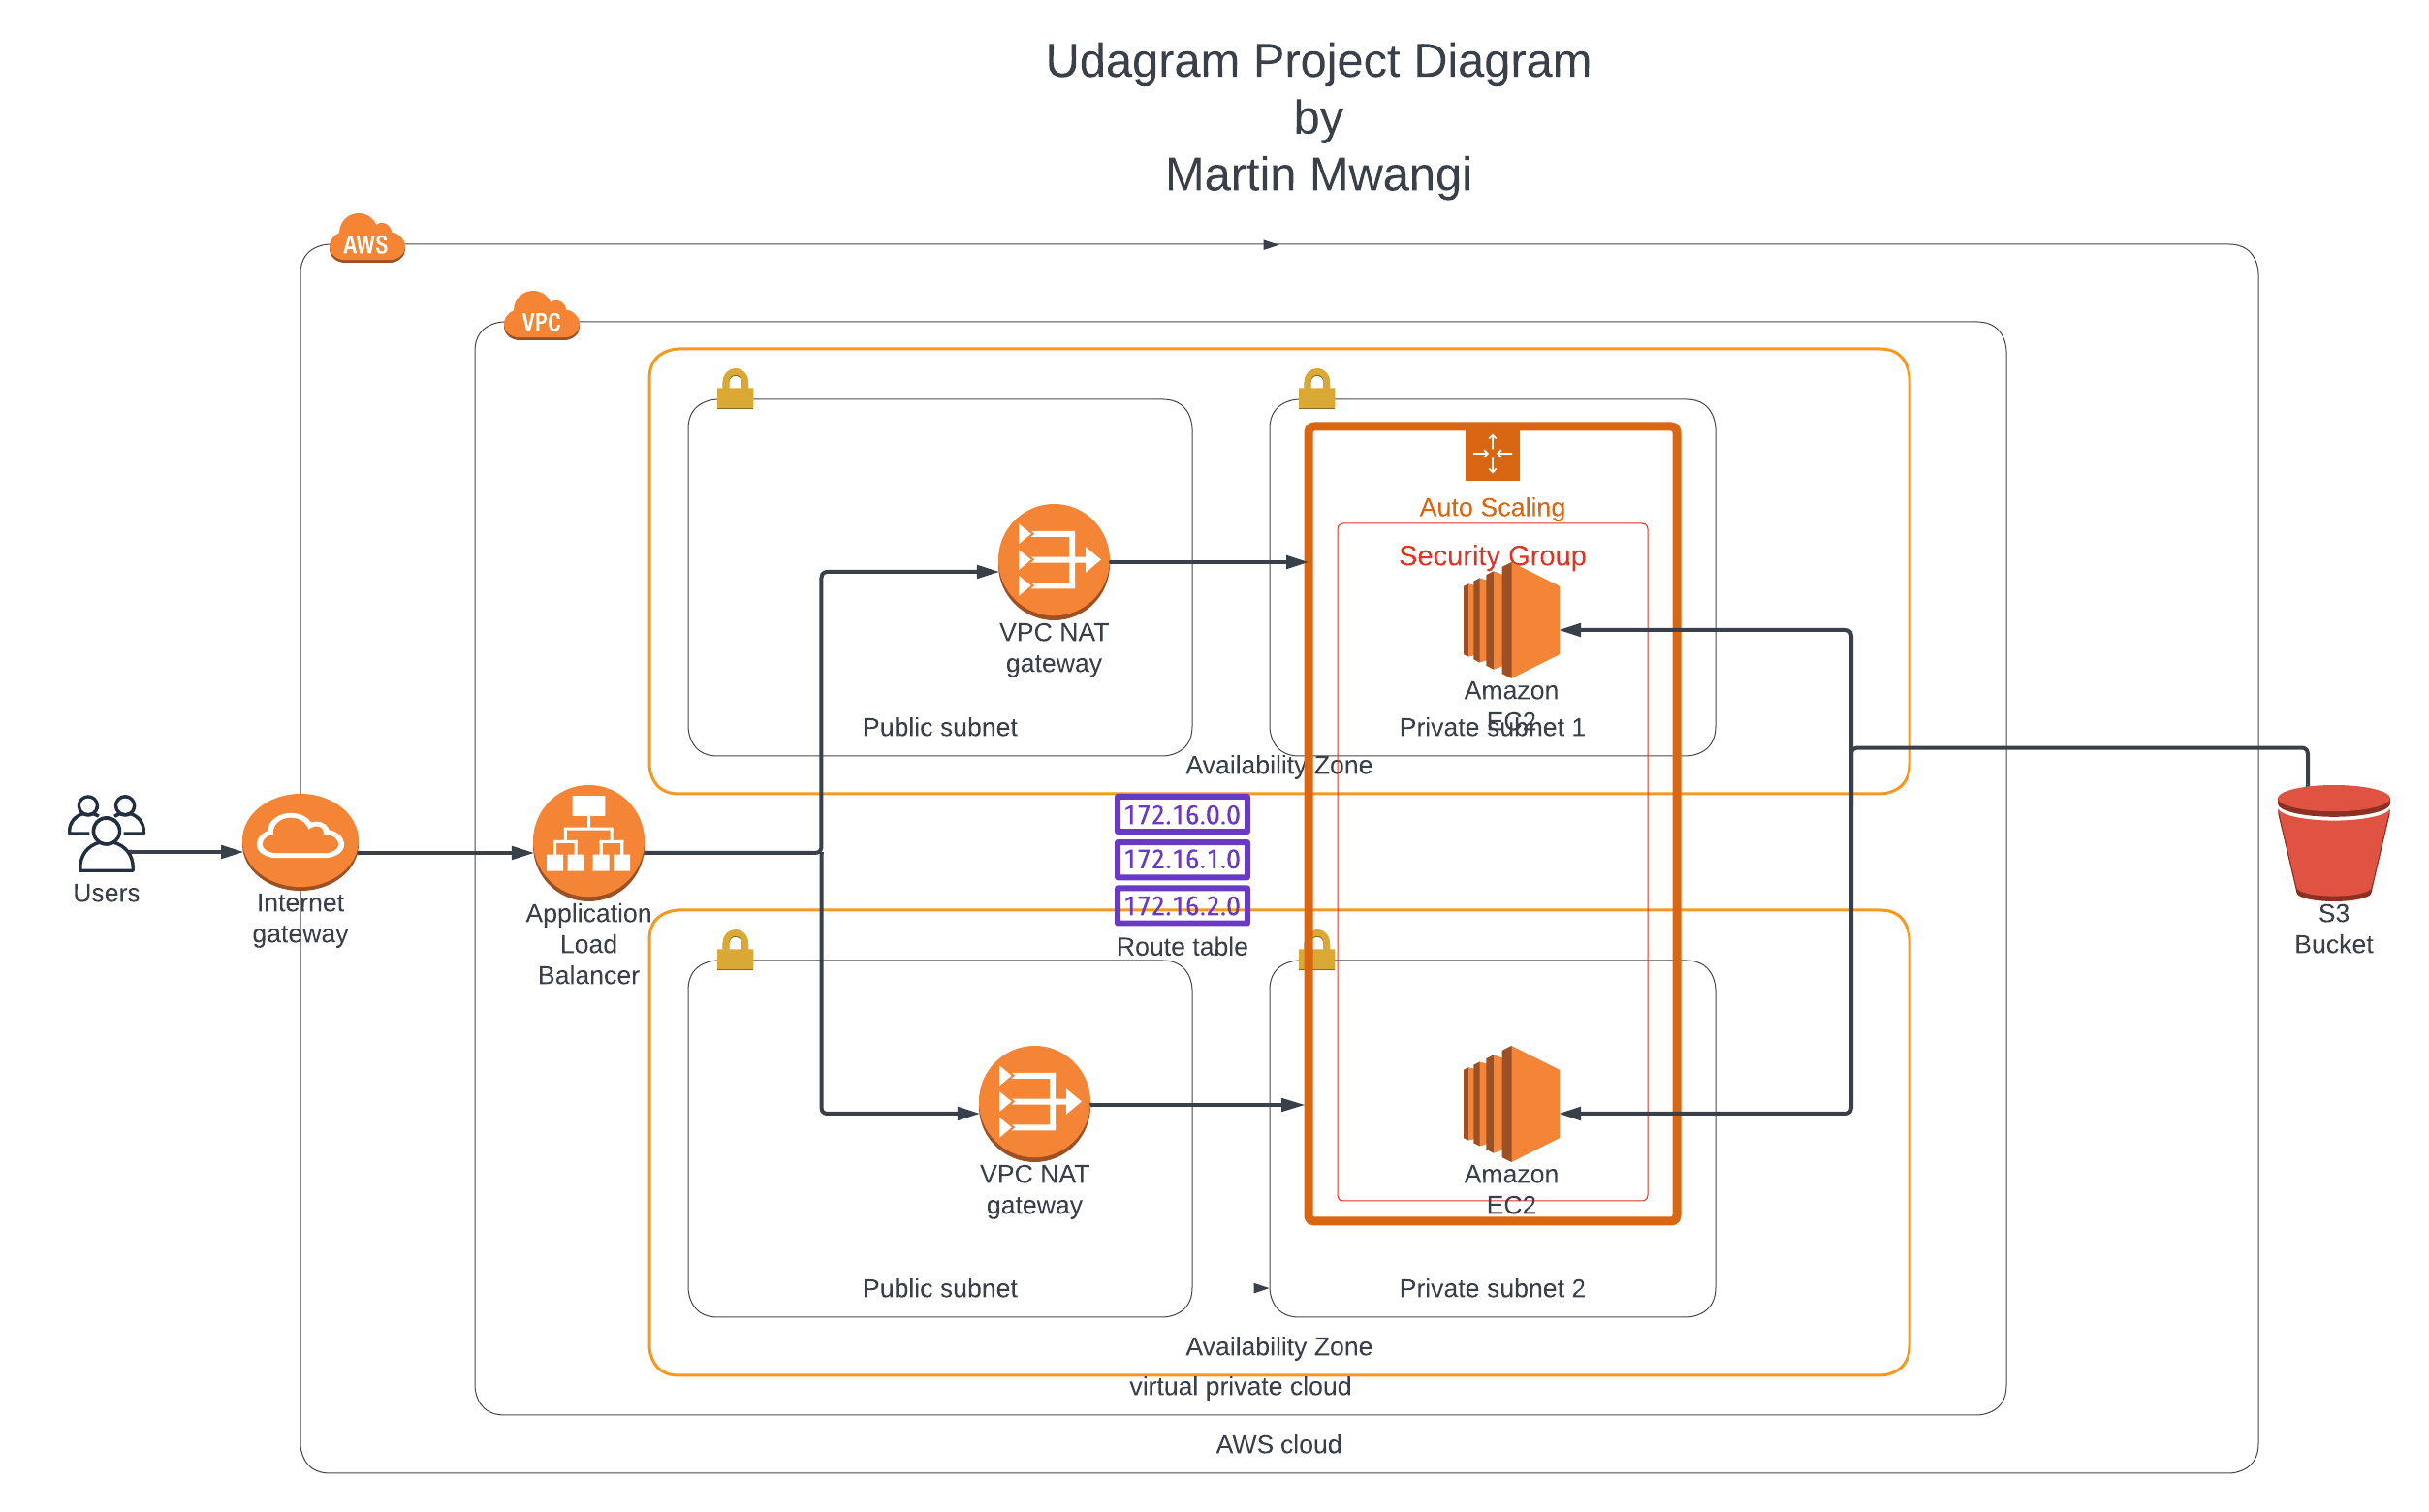 Udagram Project Diagram
by
Martin Mwangi
AWS
VPC
Auto Scaling
Security Group
VPC NAT
gateway
Amazon
EC2
Public subnet
Private subnet 1
Availability Zone
172.16.0.0
172.16.1.0
172.16.2.0
Route table
Users
Internet
gateway
Application
Load
Balancer
S3
Bucket
VPC NAT
gateway
Amazon
EC2
Public subnet
Private subnet 2
Availability Zone
virtual private cloud
AWS cloud